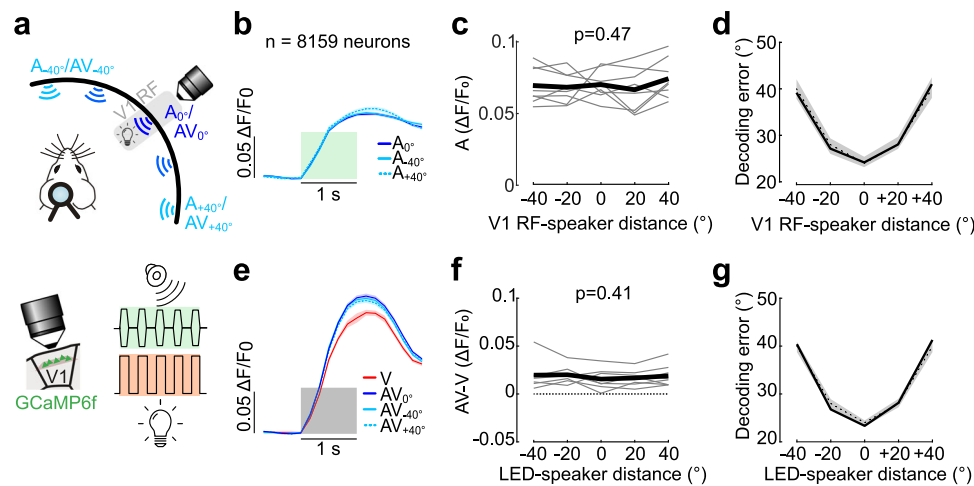 a
A-40°/AV-40°
V1 RF
A0°/
AV0°
A+40°/
AV+40°
V1
GCaMP6f
b
n = 8159 neurons
0.05 ΔF/F0
A0°
A-40°
A+40°
1 s
c
p=0.47
A (ΔF/F₀)
0.1
0.05
0
-40 -20 0 20 40
V1 RF-speaker distance (°)
d
Decoding error (°)
50
40
30
20
-40 -20 0 +20 +40
V1 RF-speaker distance (°)
e
0.05 ΔF/F0
V
AV0°
AV-40°
AV+40°
1 s
f
p=0.41
AV-V (ΔF/F₀)
0.1
0.05
0
-0.05
-40 -20 0 20 40
LED-speaker distance (°)
g
Decoding error (°)
50
40
30
20
-40 -20 0 +20 +40
LED-speaker distance (°)